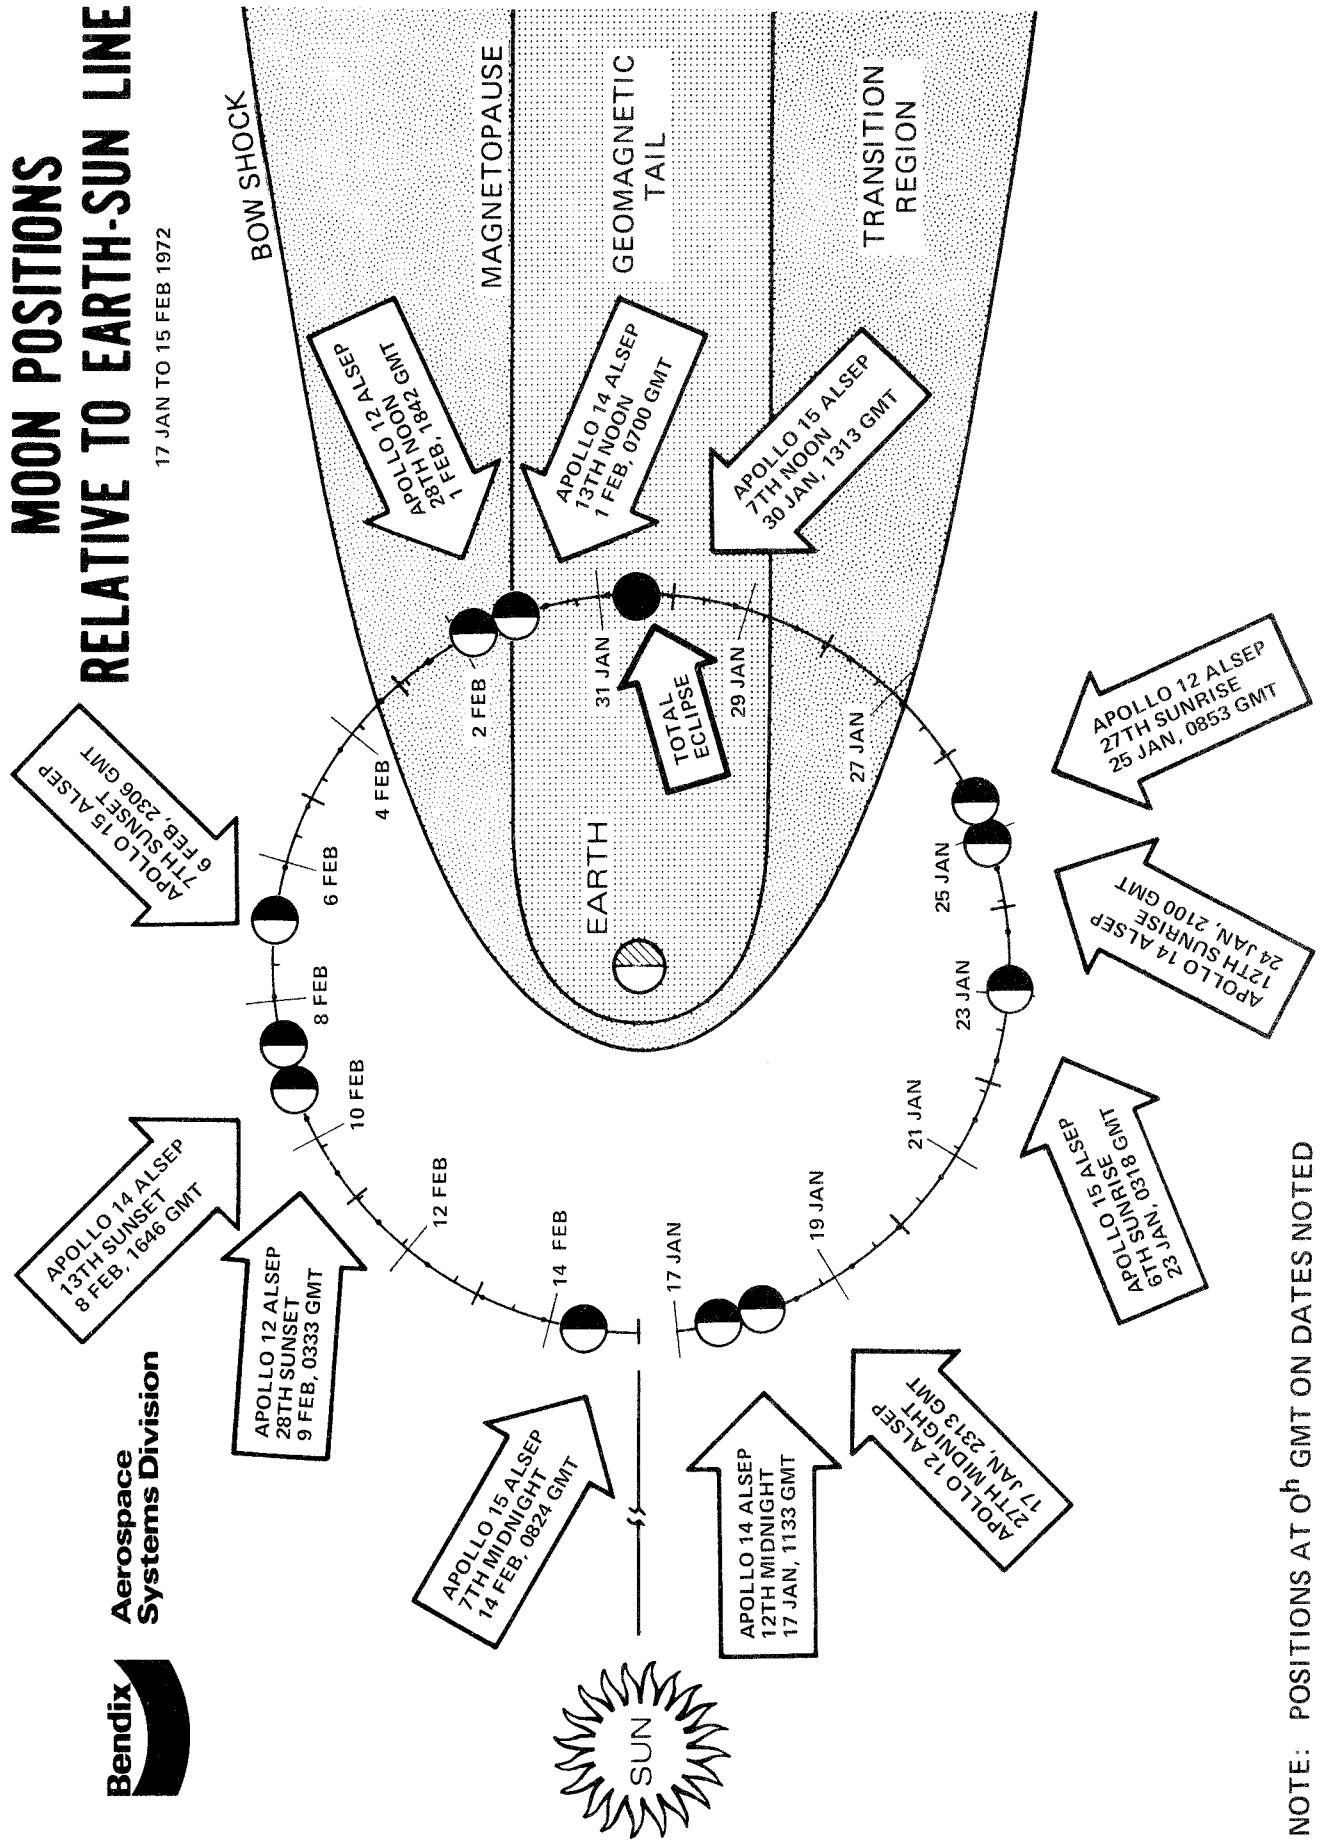 MOON POSITIONS
RELATIVE TO EARTH-SUN LINE
17 JAN TO 15 FEB 1972
Bendix
Aerospace
Systems Division
BOW SHOCK
MAGNETOPAUSE
GEOMAGNETIC
TAIL
TRANSITION
REGION
APOLLO 15 ALSEP
7TH SUNSET
6 FEB, 2306 GMT
APOLLO 12 ALSEP
28TH NOON
1 FEB, 1842 GMT
APOLLO 14 ALSEP
13TH NOON
1 FEB, 0700 GMT
APOLLO 15 ALSEP
7TH NOON
30 JAN, 1313 GMT
APOLLO 14 ALSEP
13TH SUNSET
8 FEB, 1646 GMT
APOLLO 12 ALSEP
28TH SUNSET
9 FEB, 0333 GMT
APOLLO 15 ALSEP
7TH MIDNIGHT
14 FEB, 0824 GMT
APOLLO 14 ALSEP
12TH MIDNIGHT
17 JAN, 1133 GMT
APOLLO 12 ALSEP
27TH MIDNIGHT
17 JAN, 2313 GMT
APOLLO 15 ALSEP
6TH SUNRISE
23 JAN, 0318 GMT
APOLLO 14 ALSEP
12TH SUNRISE
24 JAN, 2100 GMT
APOLLO 12 ALSEP
27TH SUNRISE
25 JAN, 0853 GMT
TOTAL
ECLIPSE
EARTH
SUN
14 FEB
12 FEB
10 FEB
8 FEB
6 FEB
4 FEB
2 FEB
31 JAN
29 JAN
27 JAN
25 JAN
23 JAN
21 JAN
19 JAN
17 JAN
NOTE: POSITIONS AT 0h GMT ON DATES NOTED